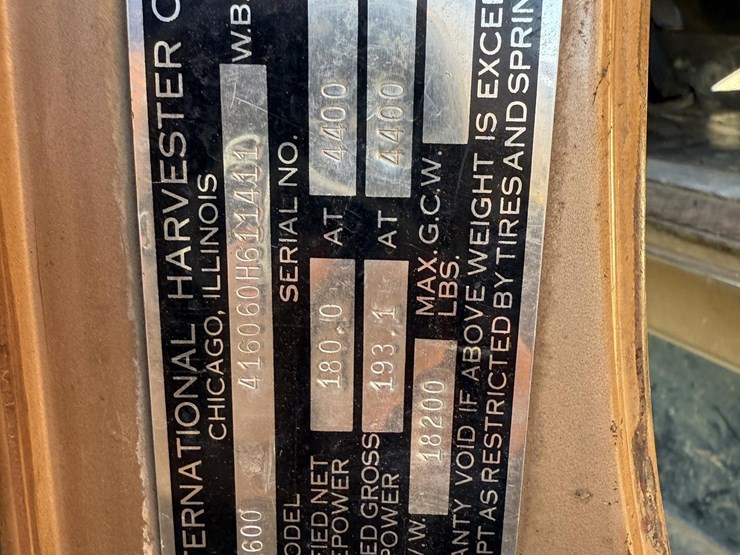 TERNATIONAL HARVESTER C
CHICAGO, ILLINOIS W.B.
600 416060H611411
ODEL SERIAL NO.
FIED NET
EPOWER 180.0 AT 4400
ED GROSS
POWER 193.1 AT 4400
V.W. 18200 MAX. G.C.W.
LBS.
ANTY VOID IF ABOVE WEIGHT IS EXCE
PT AS RESTRICTED BY TIRES AND SPRIN